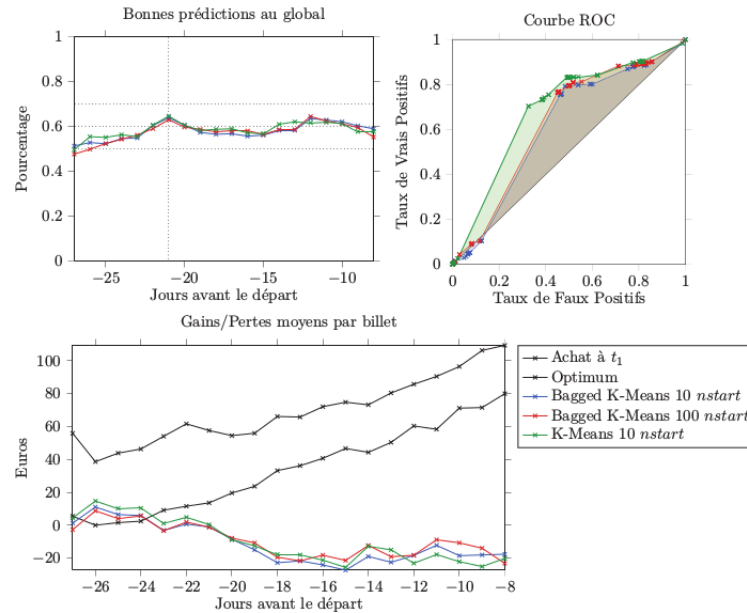 Bonnes prédictions au global
1
0.8
0.6
0.4
0.2
0
Pourcentage
−25 −20 −15 −10
Jours avant le départ
Courbe ROC
1
0.8
0.6
0.4
0.2
0
Taux de Vrais Positifs
0 0.2 0.4 0.6 0.8 1
Taux de Faux Positifs
Gains/Pertes moyens par billet
100
80
60
40
20
0
−20
Euros
−26 −24 −22 −20 −18 −16 −14 −12 −10 −8
Jours avant le départ
Achat à t1
Optimum
Bagged K-Means 10 nstart
Bagged K-Means 100 nstart
K-Means 10 nstart